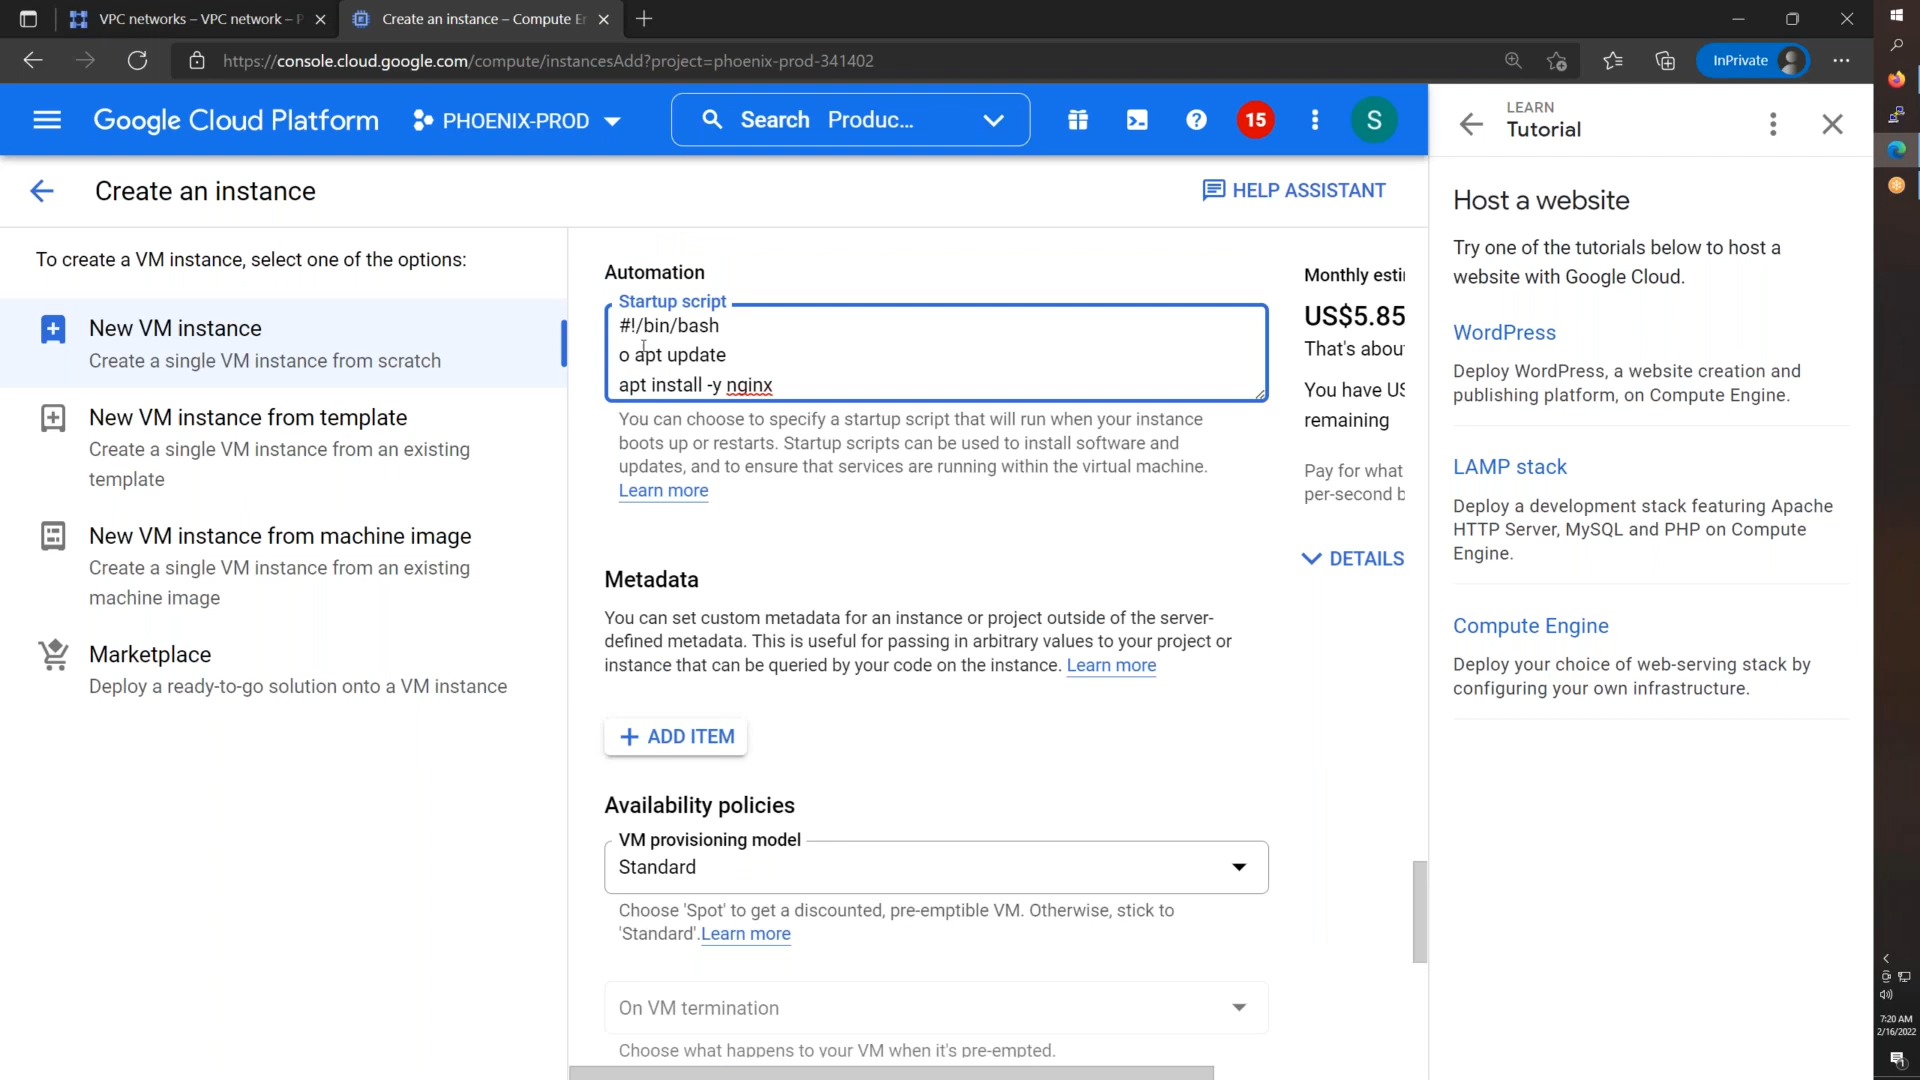 VPC networks – VPC network – P
Create an instance – Compute En
https://console.cloud.google.com/compute/instancesAdd?project=phoenix-prod-341402
InPrivate
Google Cloud Platform
PHOENIX-PROD
Search Produc...
15
S
LEARN
Tutorial
Create an instance
HELP ASSISTANT
To create a VM instance, select one of the options:
New VM instance
Create a single VM instance from scratch
New VM instance from template
Create a single VM instance from an existing
template
New VM instance from machine image
Create a single VM instance from an existing
machine image
Marketplace
Deploy a ready-to-go solution onto a VM instance
Automation
Startup script
#!/bin/bash
o apt update
apt install -y nginx
You can choose to specify a startup script that will run when your instance
boots up or restarts. Startup scripts can be used to install software and
updates, and to ensure that services are running within the virtual machine.
Learn more
Metadata
You can set custom metadata for an instance or project outside of the server-
defined metadata. This is useful for passing in arbitrary values to your project or
instance that can be queried by your code on the instance. Learn more
ADD ITEM
Availability policies
VM provisioning model
Standard
Choose 'Spot' to get a discounted, pre-emptible VM. Otherwise, stick to
'Standard'.Learn more
On VM termination
Choose what happens to your VM when it's pre-empted.
Monthly esti
US$5.85
That's abou
You have US
remaining
Pay for what
per-second b
DETAILS
Host a website
Try one of the tutorials below to host a
website with Google Cloud.
WordPress
Deploy WordPress, a website creation and
publishing platform, on Compute Engine.
LAMP stack
Deploy a development stack featuring Apache
HTTP Server, MySQL and PHP on Compute
Engine.
Compute Engine
Deploy your choice of web-serving stack by
configuring your own infrastructure.
7:20 AM
2/16/2022